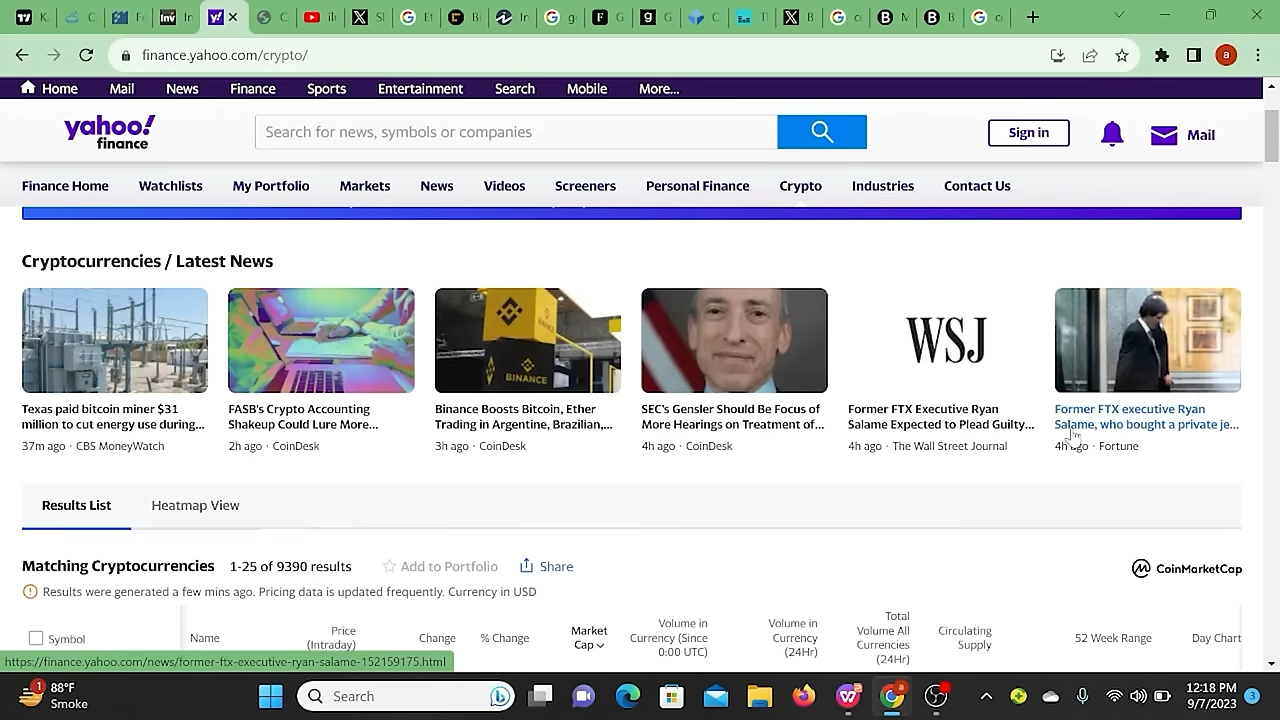 finance.yahoo.com/crypto/
a
Home Mail News Finance Sports Entertainment Search Mobile More...
yahoo!
finance
Search for news, symbols or companies
Sign in
Mail
Finance Home Watchlists My Portfolio Markets News Videos Screeners Personal Finance Crypto Industries Contact Us
Cryptocurrencies / Latest News
BINANCE
WSJ
Texas paid bitcoin miner $31
million to cut energy use during...
37m ago · CBS MoneyWatch
FASB's Crypto Accounting
Shakeup Could Lure More...
2h ago · CoinDesk
Binance Boosts Bitcoin, Ether
Trading in Argentine, Brazilian,...
3h ago · CoinDesk
SEC's Gensler Should Be Focus of
More Hearings on Treatment of...
4h ago · CoinDesk
Former FTX Executive Ryan
Salame Expected to Plead Guilty...
4h ago · The Wall Street Journal
Former FTX executive Ryan
Salame, who bought a private je...
4h ago · Fortune
Results List Heatmap View
Matching Cryptocurrencies 1-25 of 9390 results Add to Portfolio Share
CoinMarketCap
Results were generated a few mins ago. Pricing data is updated frequently. Currency in USD
Symbol
Name
Price
(Intraday)
Change
% Change
Market
Cap
Volume in
Currency (Since
0:00 UTC)
Volume in
Currency
(24Hr)
Total
Volume All
Currencies
(24Hr)
Circulating
Supply
52 Week Range
Day Chart
https://finance.yahoo.com/news/former-ftx-executive-ryan-salame-152159175.html
1
88°F
Smoke
Search
12:18 PM
9/7/2023
3